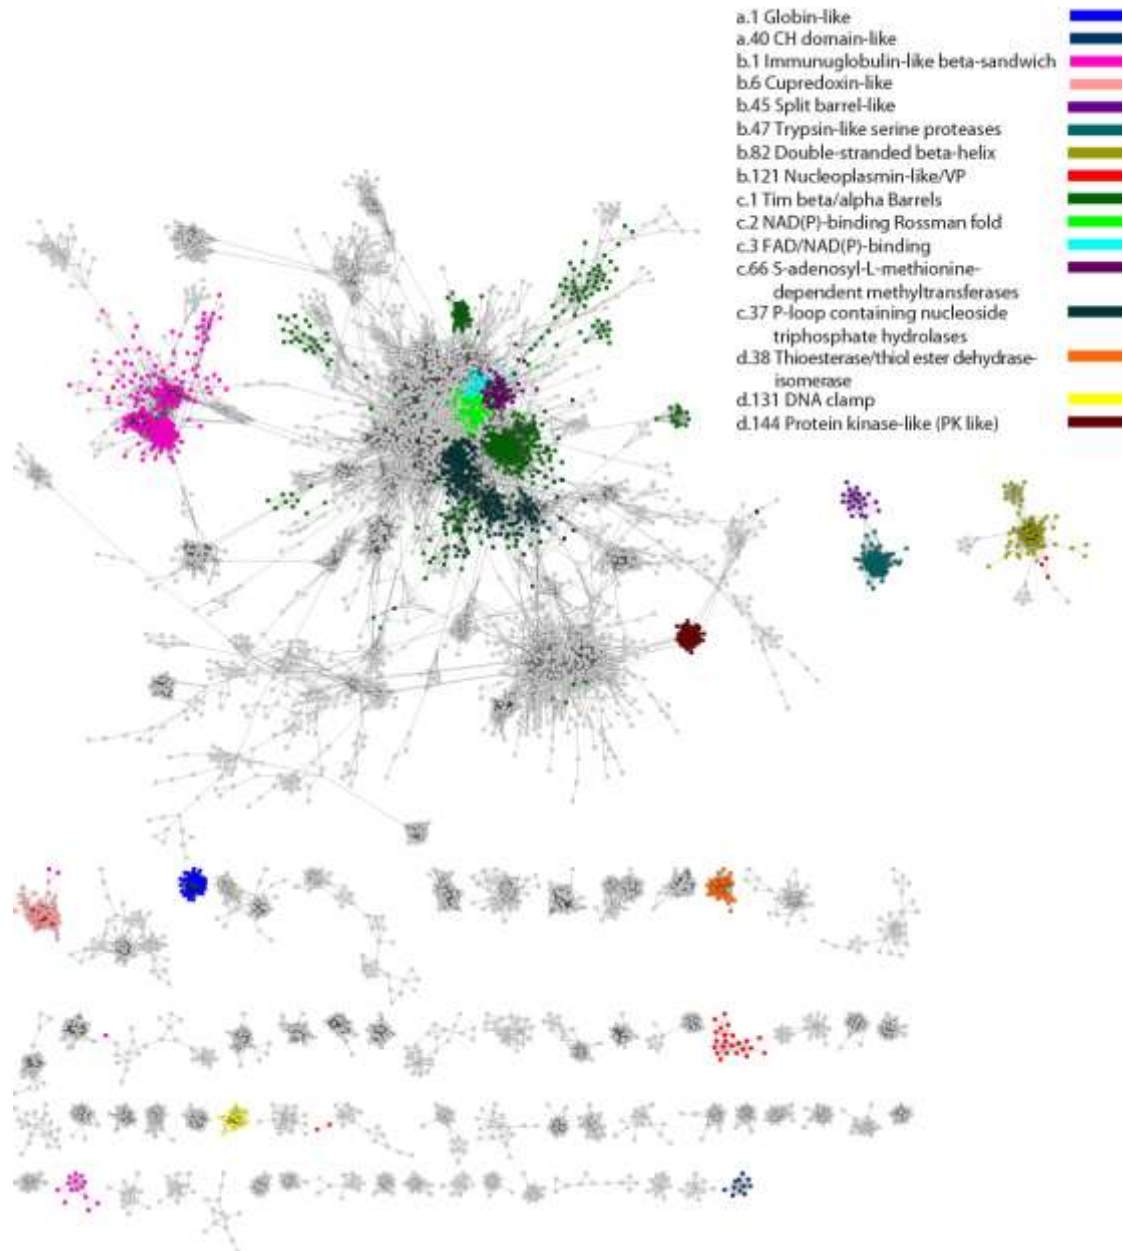 a.1 Globin-like
a.40 CH domain-like
b.1 Immunuglobulin-like beta-sandwich
b.6 Cupredoxin-like
b.45 Split barrel-like
b.47 Trypsin-like serine proteases
b.82 Double-stranded beta-helix
b.121 Nucleoplasmin-like/VP
c.1 Tim beta/alpha Barrels
c.2 NAD(P)-binding Rossman fold
c.3 FAD/NAD(P)-binding
c.66 S-adenosyl-L-methionine-
dependent methyltransferases
c.37 P-loop containing nucleoside
triphosphate hydrolases
d.38 Thioesterase/thiol ester dehydrase-
isomerase
d.131 DNA clamp
d.144 Protein kinase-like (PK like)